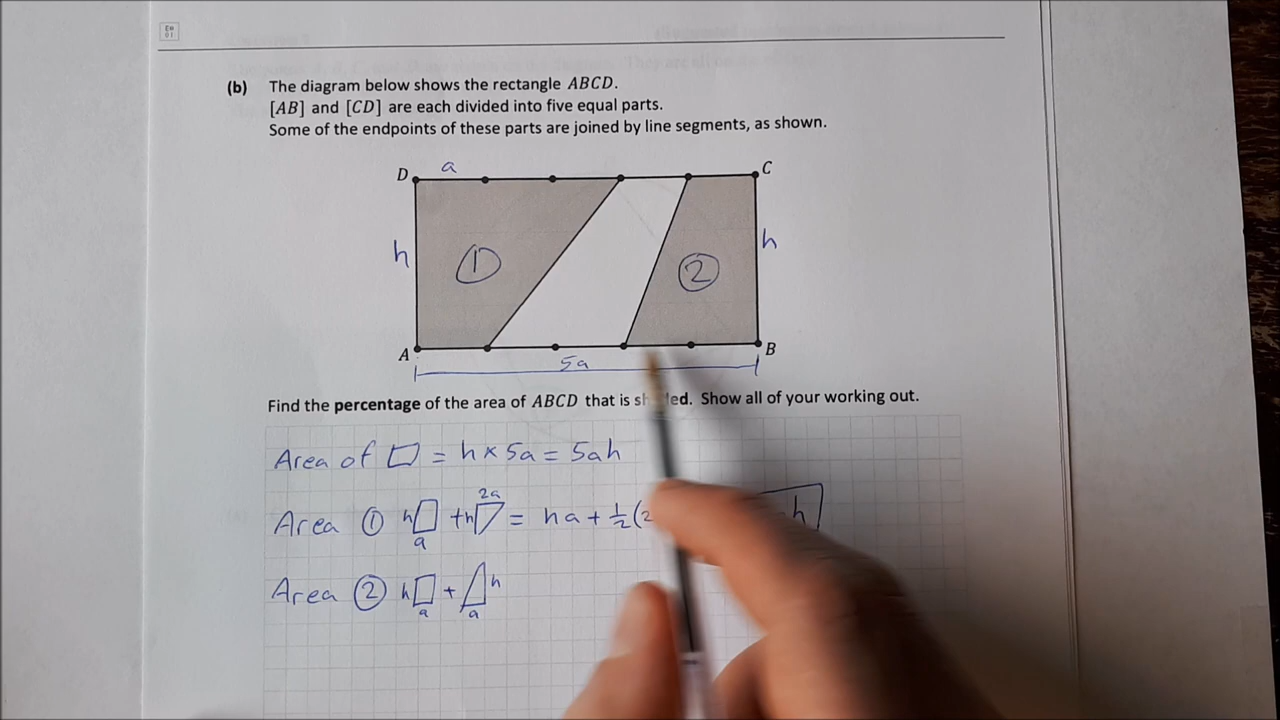 (b) The diagram below shows the rectangle ABCD.
[AB] and [CD] are each divided into five equal parts.
Some of the endpoints of these parts are joined by line segments, as shown.
D a C
h 1 2 h
A B
5a
Find the percentage of the area of ABCD that is ed. Show all of your working out.
Area of = h × 5a = 5ah
2a
Area 1 h + h = ha + 1/2 (2 h
a
Area 2 h + h
a a